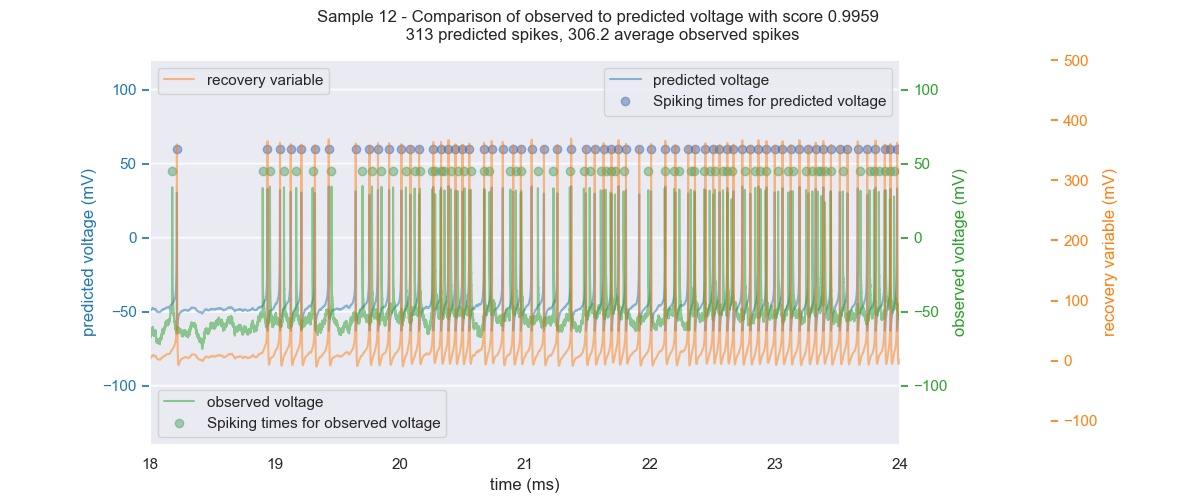 Sample 12 - Comparison of observed to predicted voltage with score 0.9959
313 predicted spikes, 306.2 average observed spikes
recovery variable
predicted voltage
Spiking times for predicted voltage
observed voltage
Spiking times for observed voltage
predicted voltage (mV)
100
50
0
−50
−100
observed voltage (mV)
100
50
0
−50
−100
recovery variable (mV)
500
400
300
200
100
0
−100
18 19 20 21 22 23 24
time (ms)